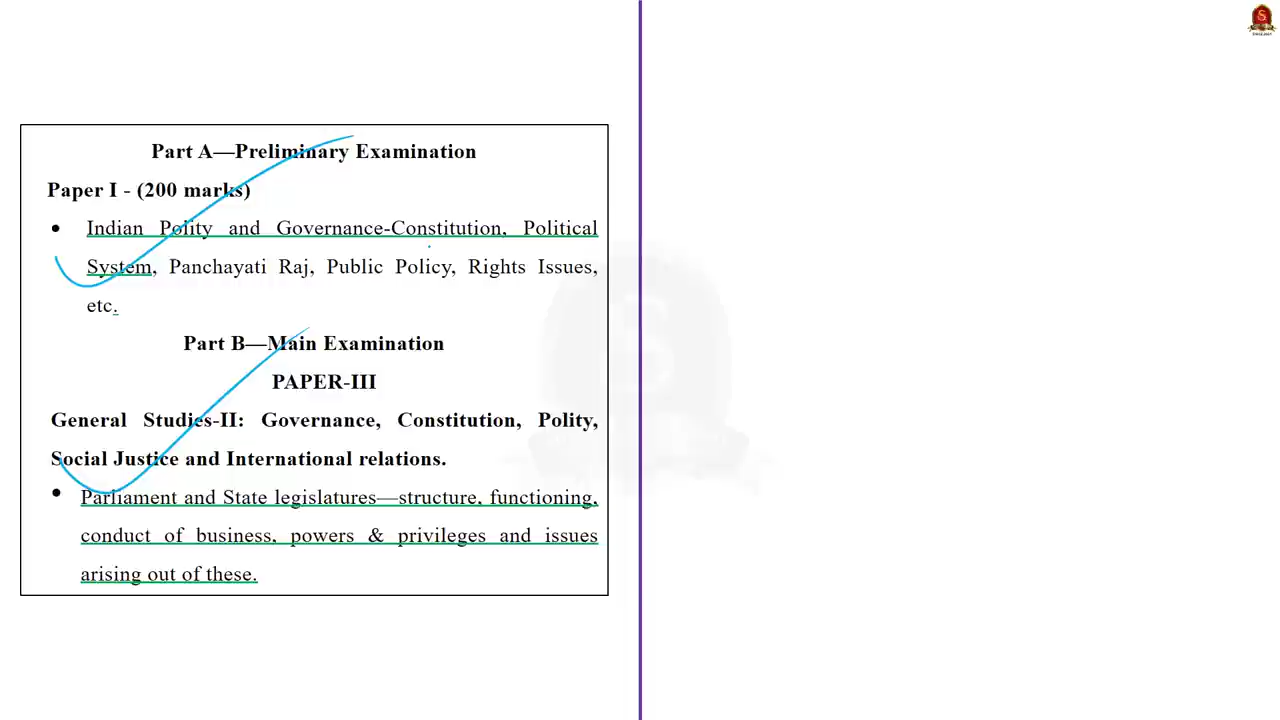 Part A—Preliminary Examination
Paper I - (200 marks)
• Indian Polity and Governance-Constitution, Political
System, Panchayati Raj, Public Policy, Rights Issues,
etc.
Part B—Main Examination
PAPER-III
General Studies-II: Governance, Constitution, Polity,
Social Justice and International relations.
• Parliament and State legislatures—structure, functioning,
conduct of business, powers & privileges and issues
arising out of these.
S